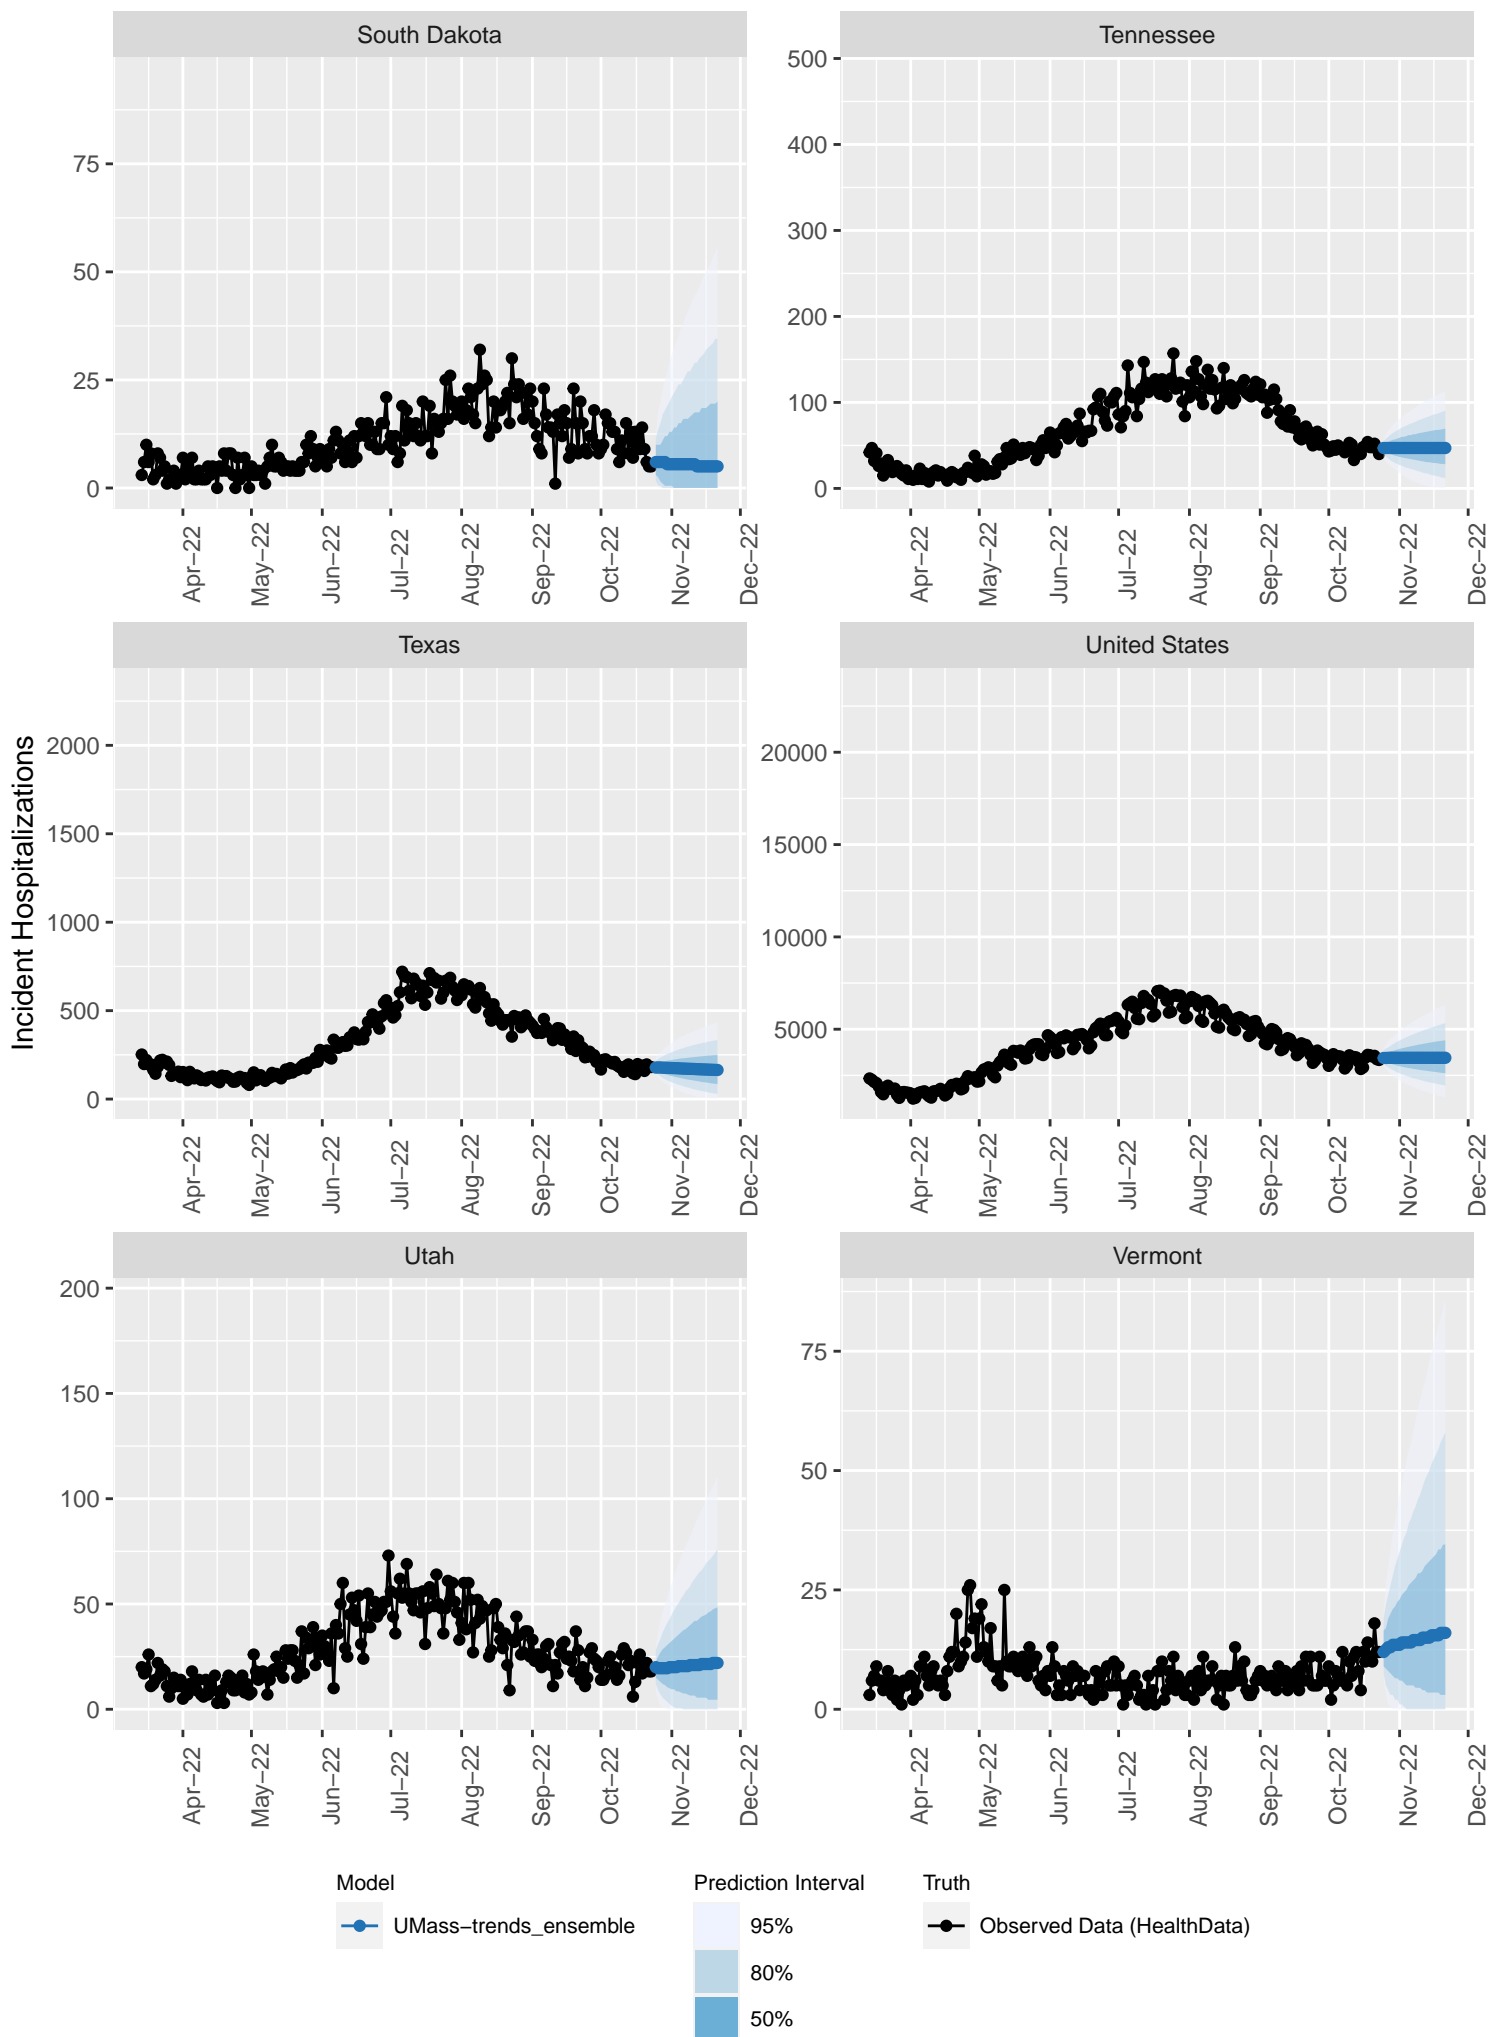 South Dakota
75
50
25
0
Apr−22
May−22
Jun−22
Jul−22
Aug−22
Sep−22
Oct−22
Nov−22
Dec−22
Tennessee
500
400
300
200
100
0
Apr−22
May−22
Jun−22
Jul−22
Aug−22
Sep−22
Oct−22
Nov−22
Dec−22
Incident Hospitalizations
Texas
2000
1500
1000
500
0
Apr−22
May−22
Jun−22
Jul−22
Aug−22
Sep−22
Oct−22
Nov−22
Dec−22
United States
20000
15000
10000
5000
Apr−22
May−22
Jun−22
Jul−22
Aug−22
Sep−22
Oct−22
Nov−22
Dec−22
Utah
200
150
100
50
0
Apr−22
May−22
Jun−22
Jul−22
Aug−22
Sep−22
Oct−22
Nov−22
Dec−22
Vermont
75
50
25
0
Apr−22
May−22
Jun−22
Jul−22
Aug−22
Sep−22
Oct−22
Nov−22
Dec−22
Model
UMass−trends_ensemble
Prediction Interval
95%
80%
50%
Truth
Observed Data (HealthData)